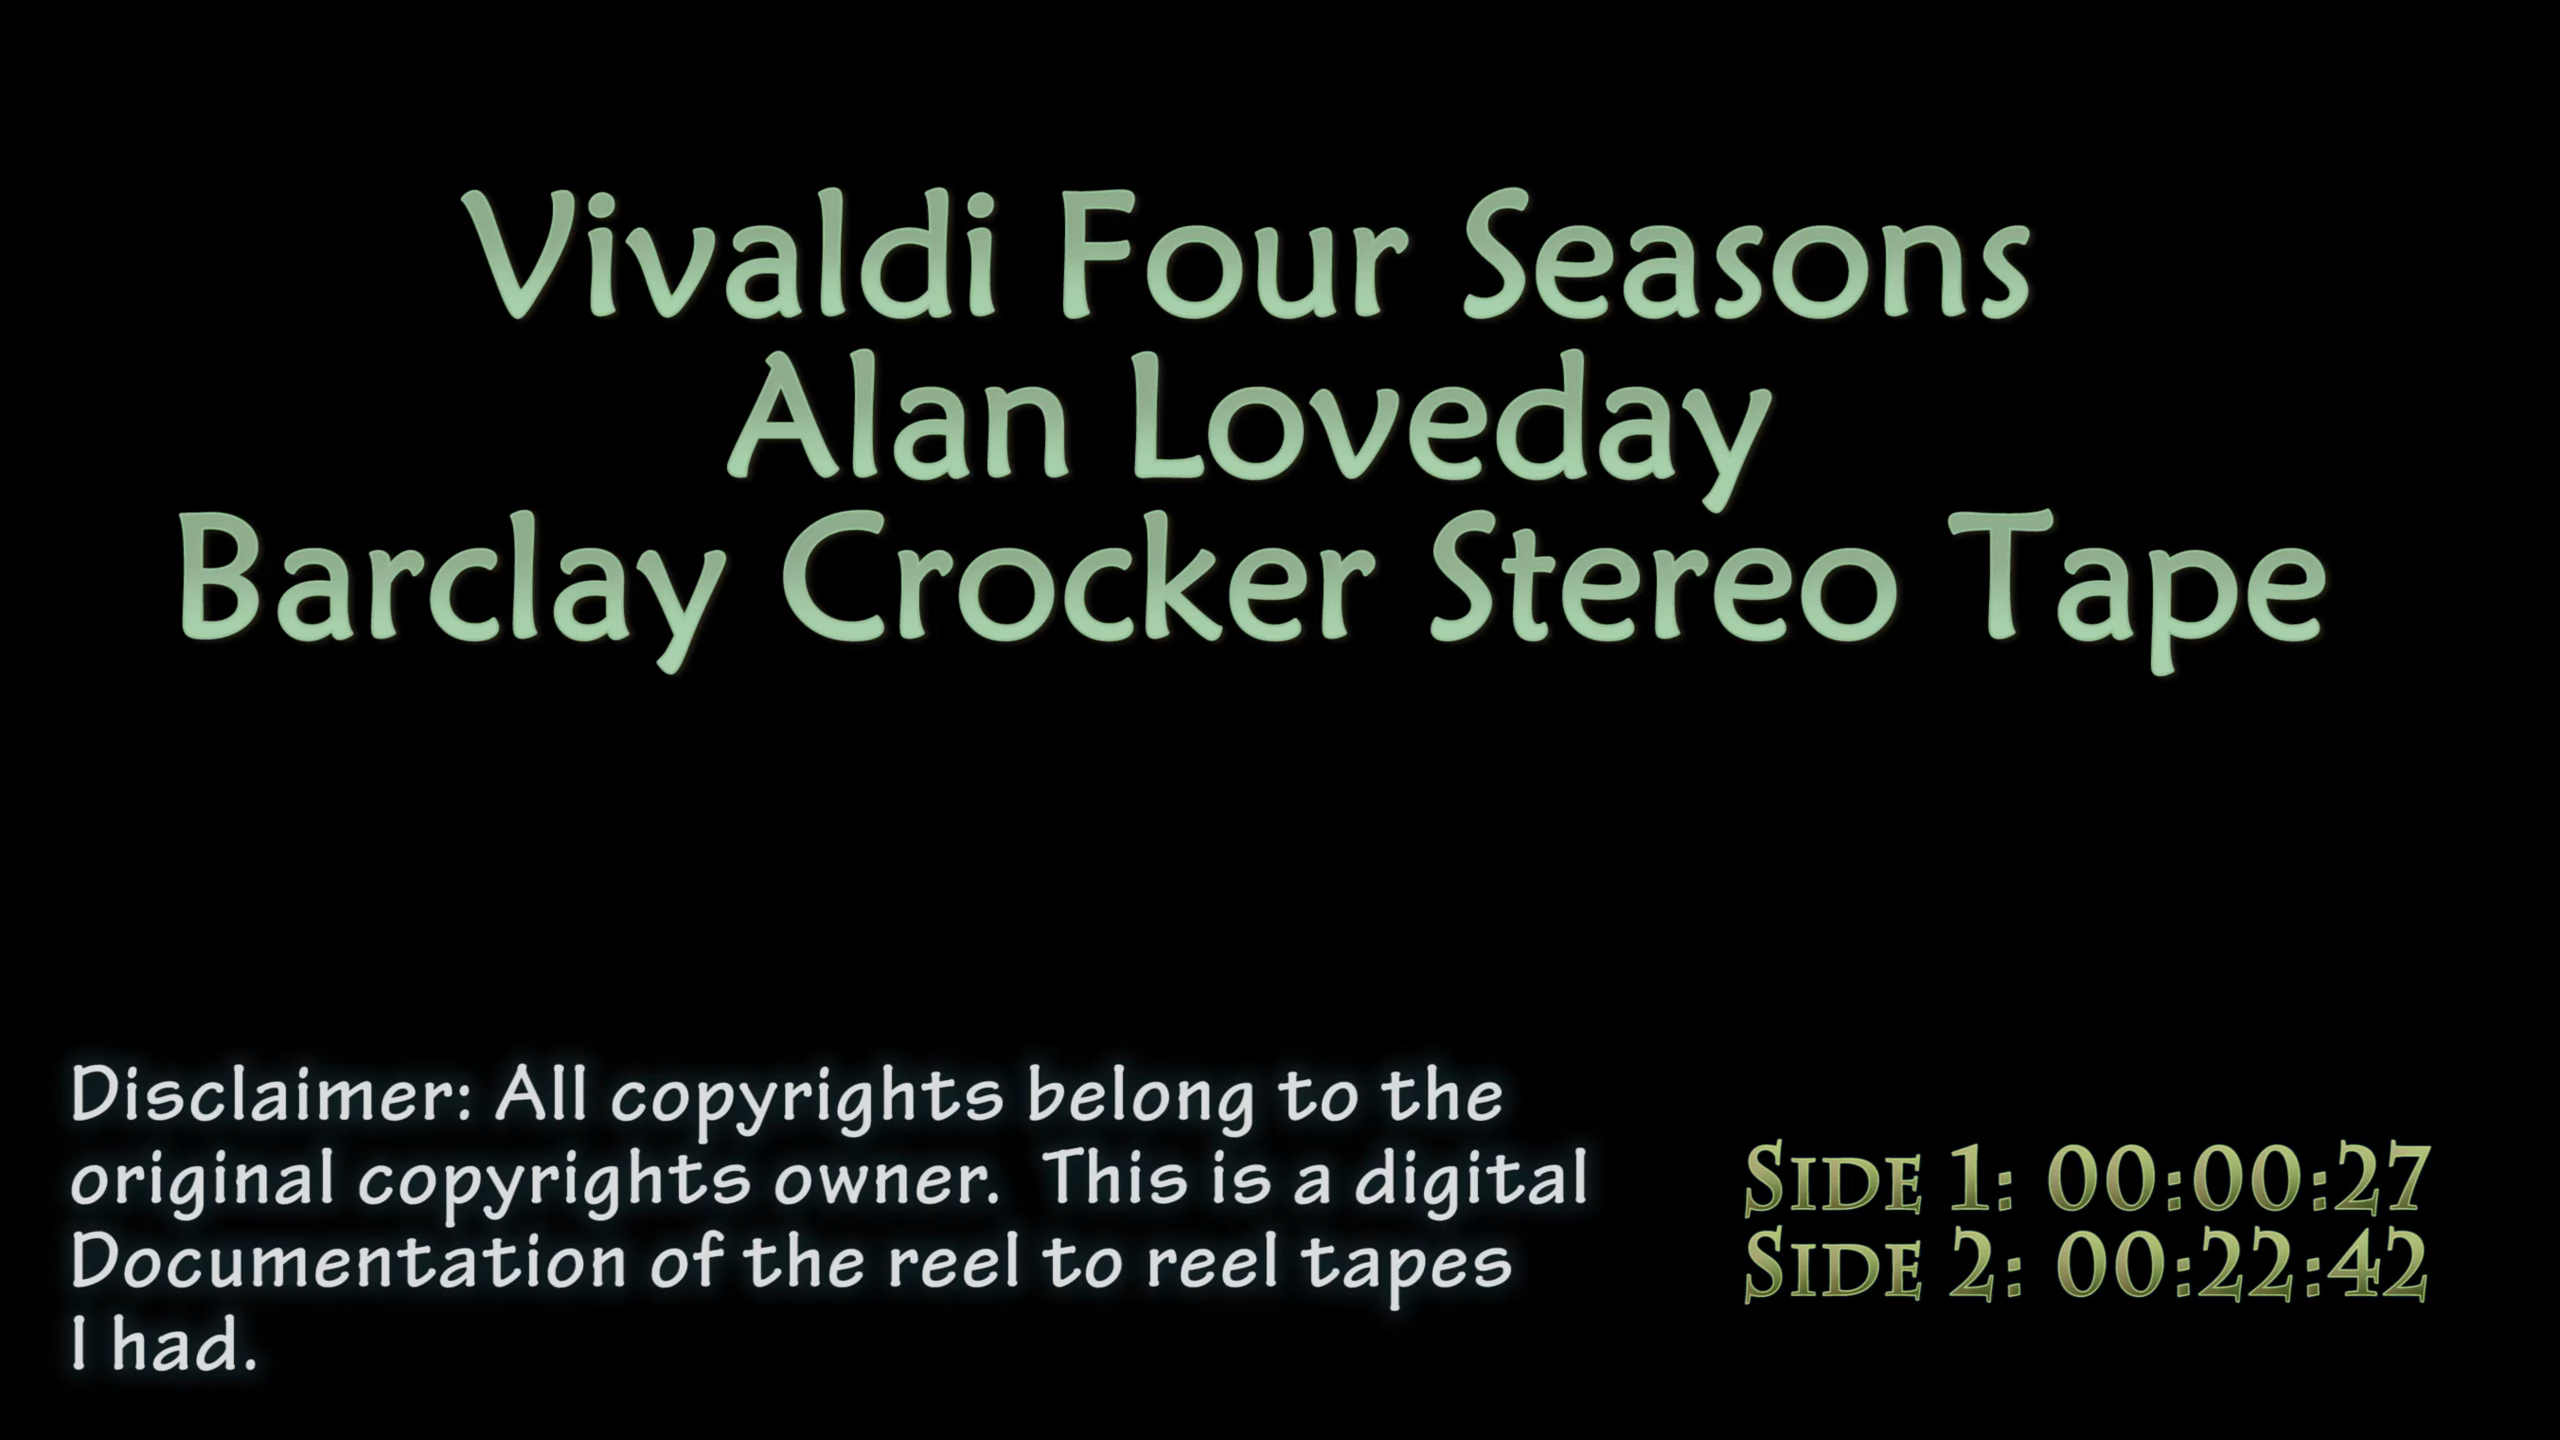 Vivaldi Four Seasons
Alan Loveday
Barclay Crocker Stereo Tape
Disclaimer: All copyrights belong to the
original copyrights owner.  This is a digital
Documentation of the reel to reel tapes
I had.
SIDE 1: 00:00:27
SIDE 2: 00:22:42